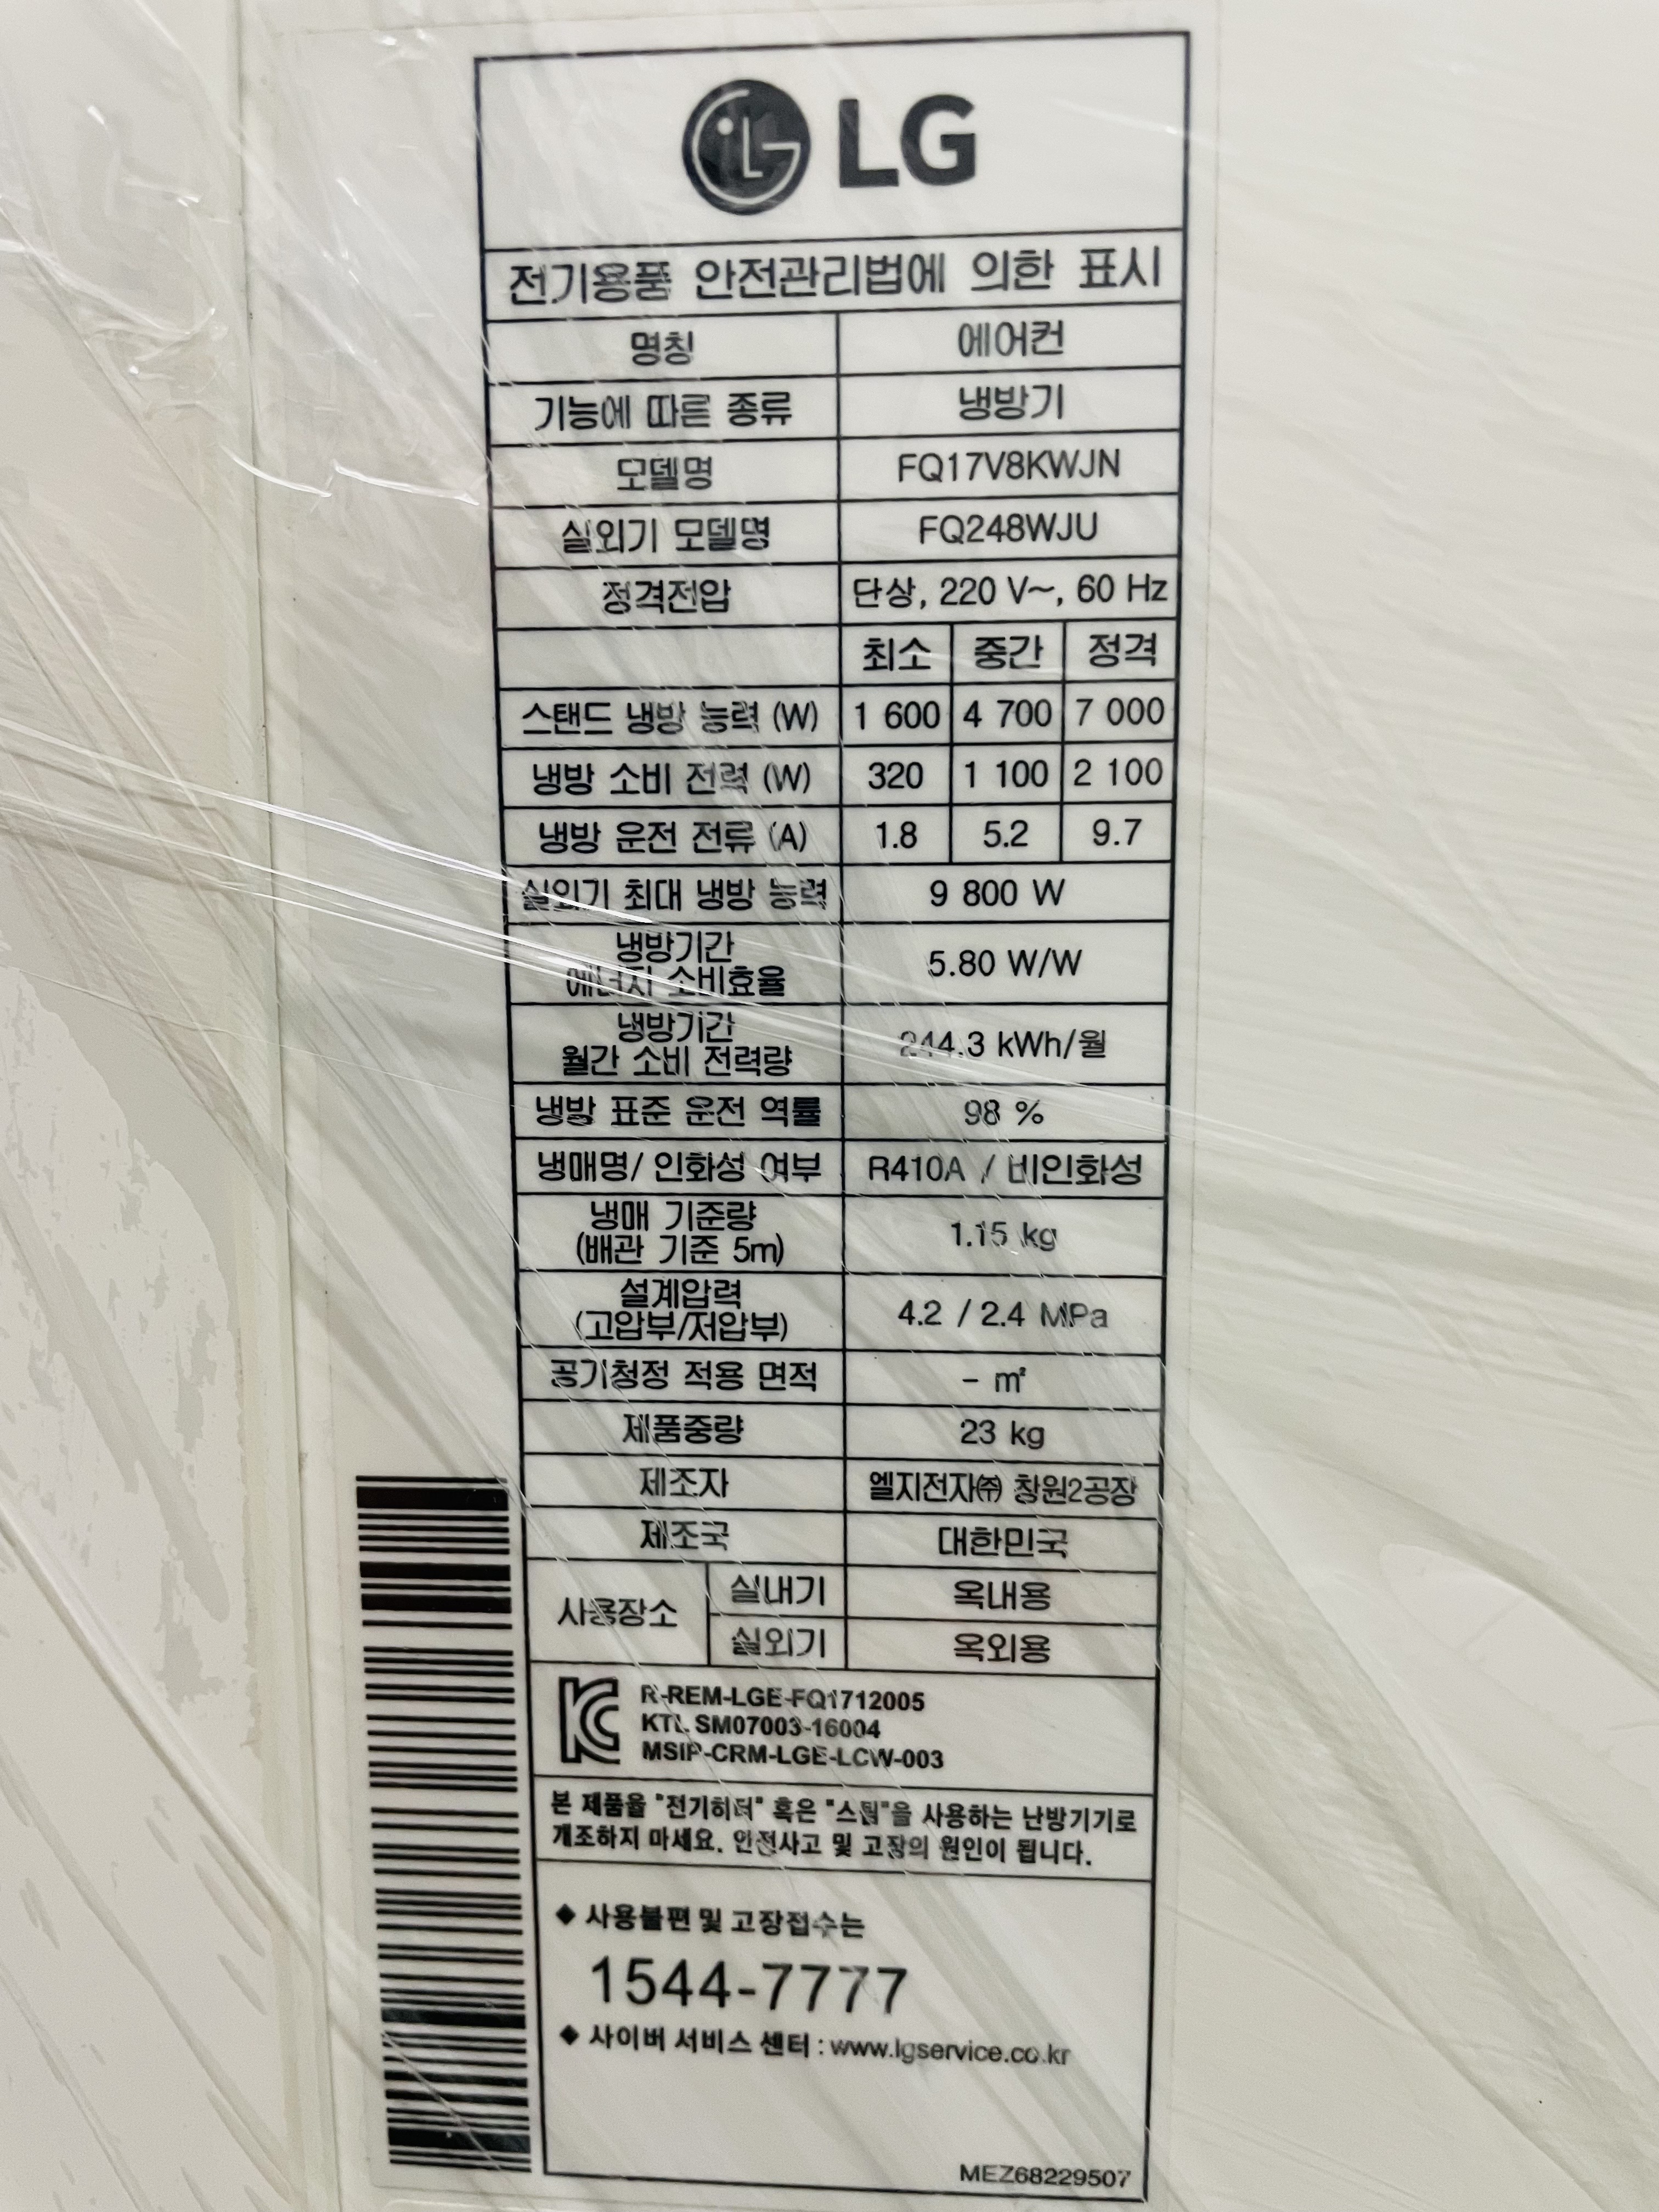 LG
전기용품 안전관리법에 의한 표시
명칭 에어컨
기능에 따른 종류 냉방기
모델명 FQ17V8KWJN
실외기 모델명 FQ248WJU
정격전압 단상, 220 V~, 60 Hz
최소 중간 정격
스탠드 냉방 능력 (W) 1 600 4 700 7 000
냉방 소비 전력 (W) 320 1 100 2 100
냉방 운전 전류 (A) 1.8 5.2 9.7
실외기 최대 냉방 능력 9 800 W
냉방기간
에너지 소비효율 5.80 W/W
냉방기간
월간 소비 전력량 244.3 kWh/월
냉방 표준 운전 역률 98 %
냉매명/ 인화성 여부 R410A / 비인화성
냉매 기준량
(배관 기준 5m) 1.15 kg
설계압력
(고압부/저압부) 4.2 / 2.4 MPa
공기청정 적용 면적 - ㎡
제품중량 23 kg
제조자 엘지전자㈜ 창원2공장
제조국 대한민국
사용장소 실내기 옥내용
실외기 옥외용
R-REM-LGE-FQ1712005
KTL SM07003-16004
MSIP-CRM-LGE-LCW-003
본 제품을 "전기히터" 혹은 "스팀"을 사용하는 난방기기로
개조하지 마세요. 안전사고 및 고장의 원인이 됩니다.
◆ 사용불편 및 고장접수는
1544-7777
◆ 사이버 서비스 센터 : www.lgservice.co.kr
MEZ68229507